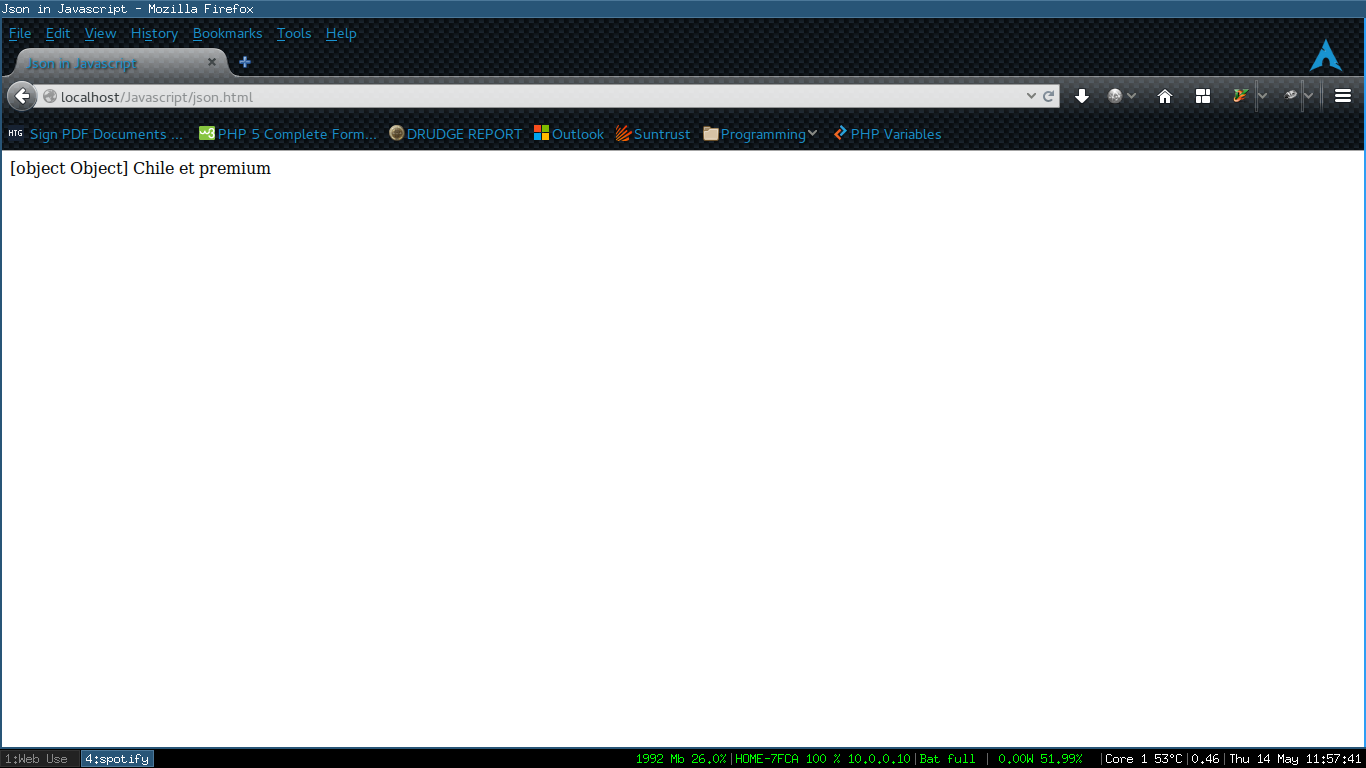 Json in Javascript - Mozilla Firefox
File Edit View History Bookmarks Tools Help
Json in Javascript
localhost/Javascript/json.html
HTG Sign PDF Documents ... PHP 5 Complete Form... DRUDGE REPORT Outlook Suntrust Programming PHP Variables
[object Object] Chile et premium
1:Web Use 4:spotify 1992 Mb 26.0%|HOME-7FCA 100 % 10.0.0.10|Bat full | 0.00W 51.99% |Core 1 53°C|0.46|Thu 14 May 11:57:41